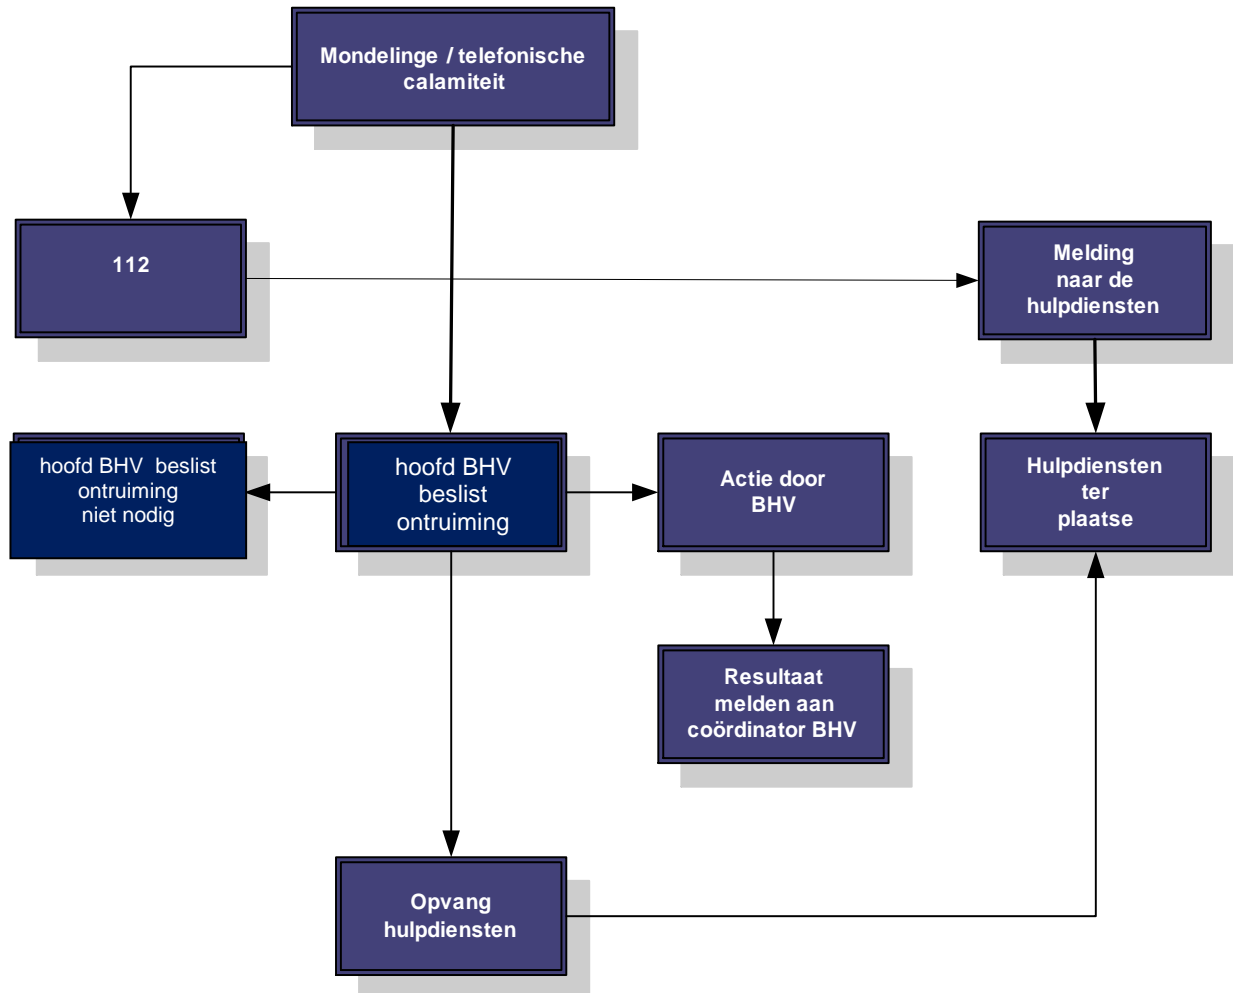 Mondelinge / telefonische
calamiteit
112
Melding
naar de
hulpdiensten
hoofd BHV beslist
ontruiming
niet nodig
hoofd BHV
beslist
ontruiming
Actie door
BHV
Hulpdiensten
ter
plaatse
Resultaat
melden aan
coördinator BHV
Opvang
hulpdiensten